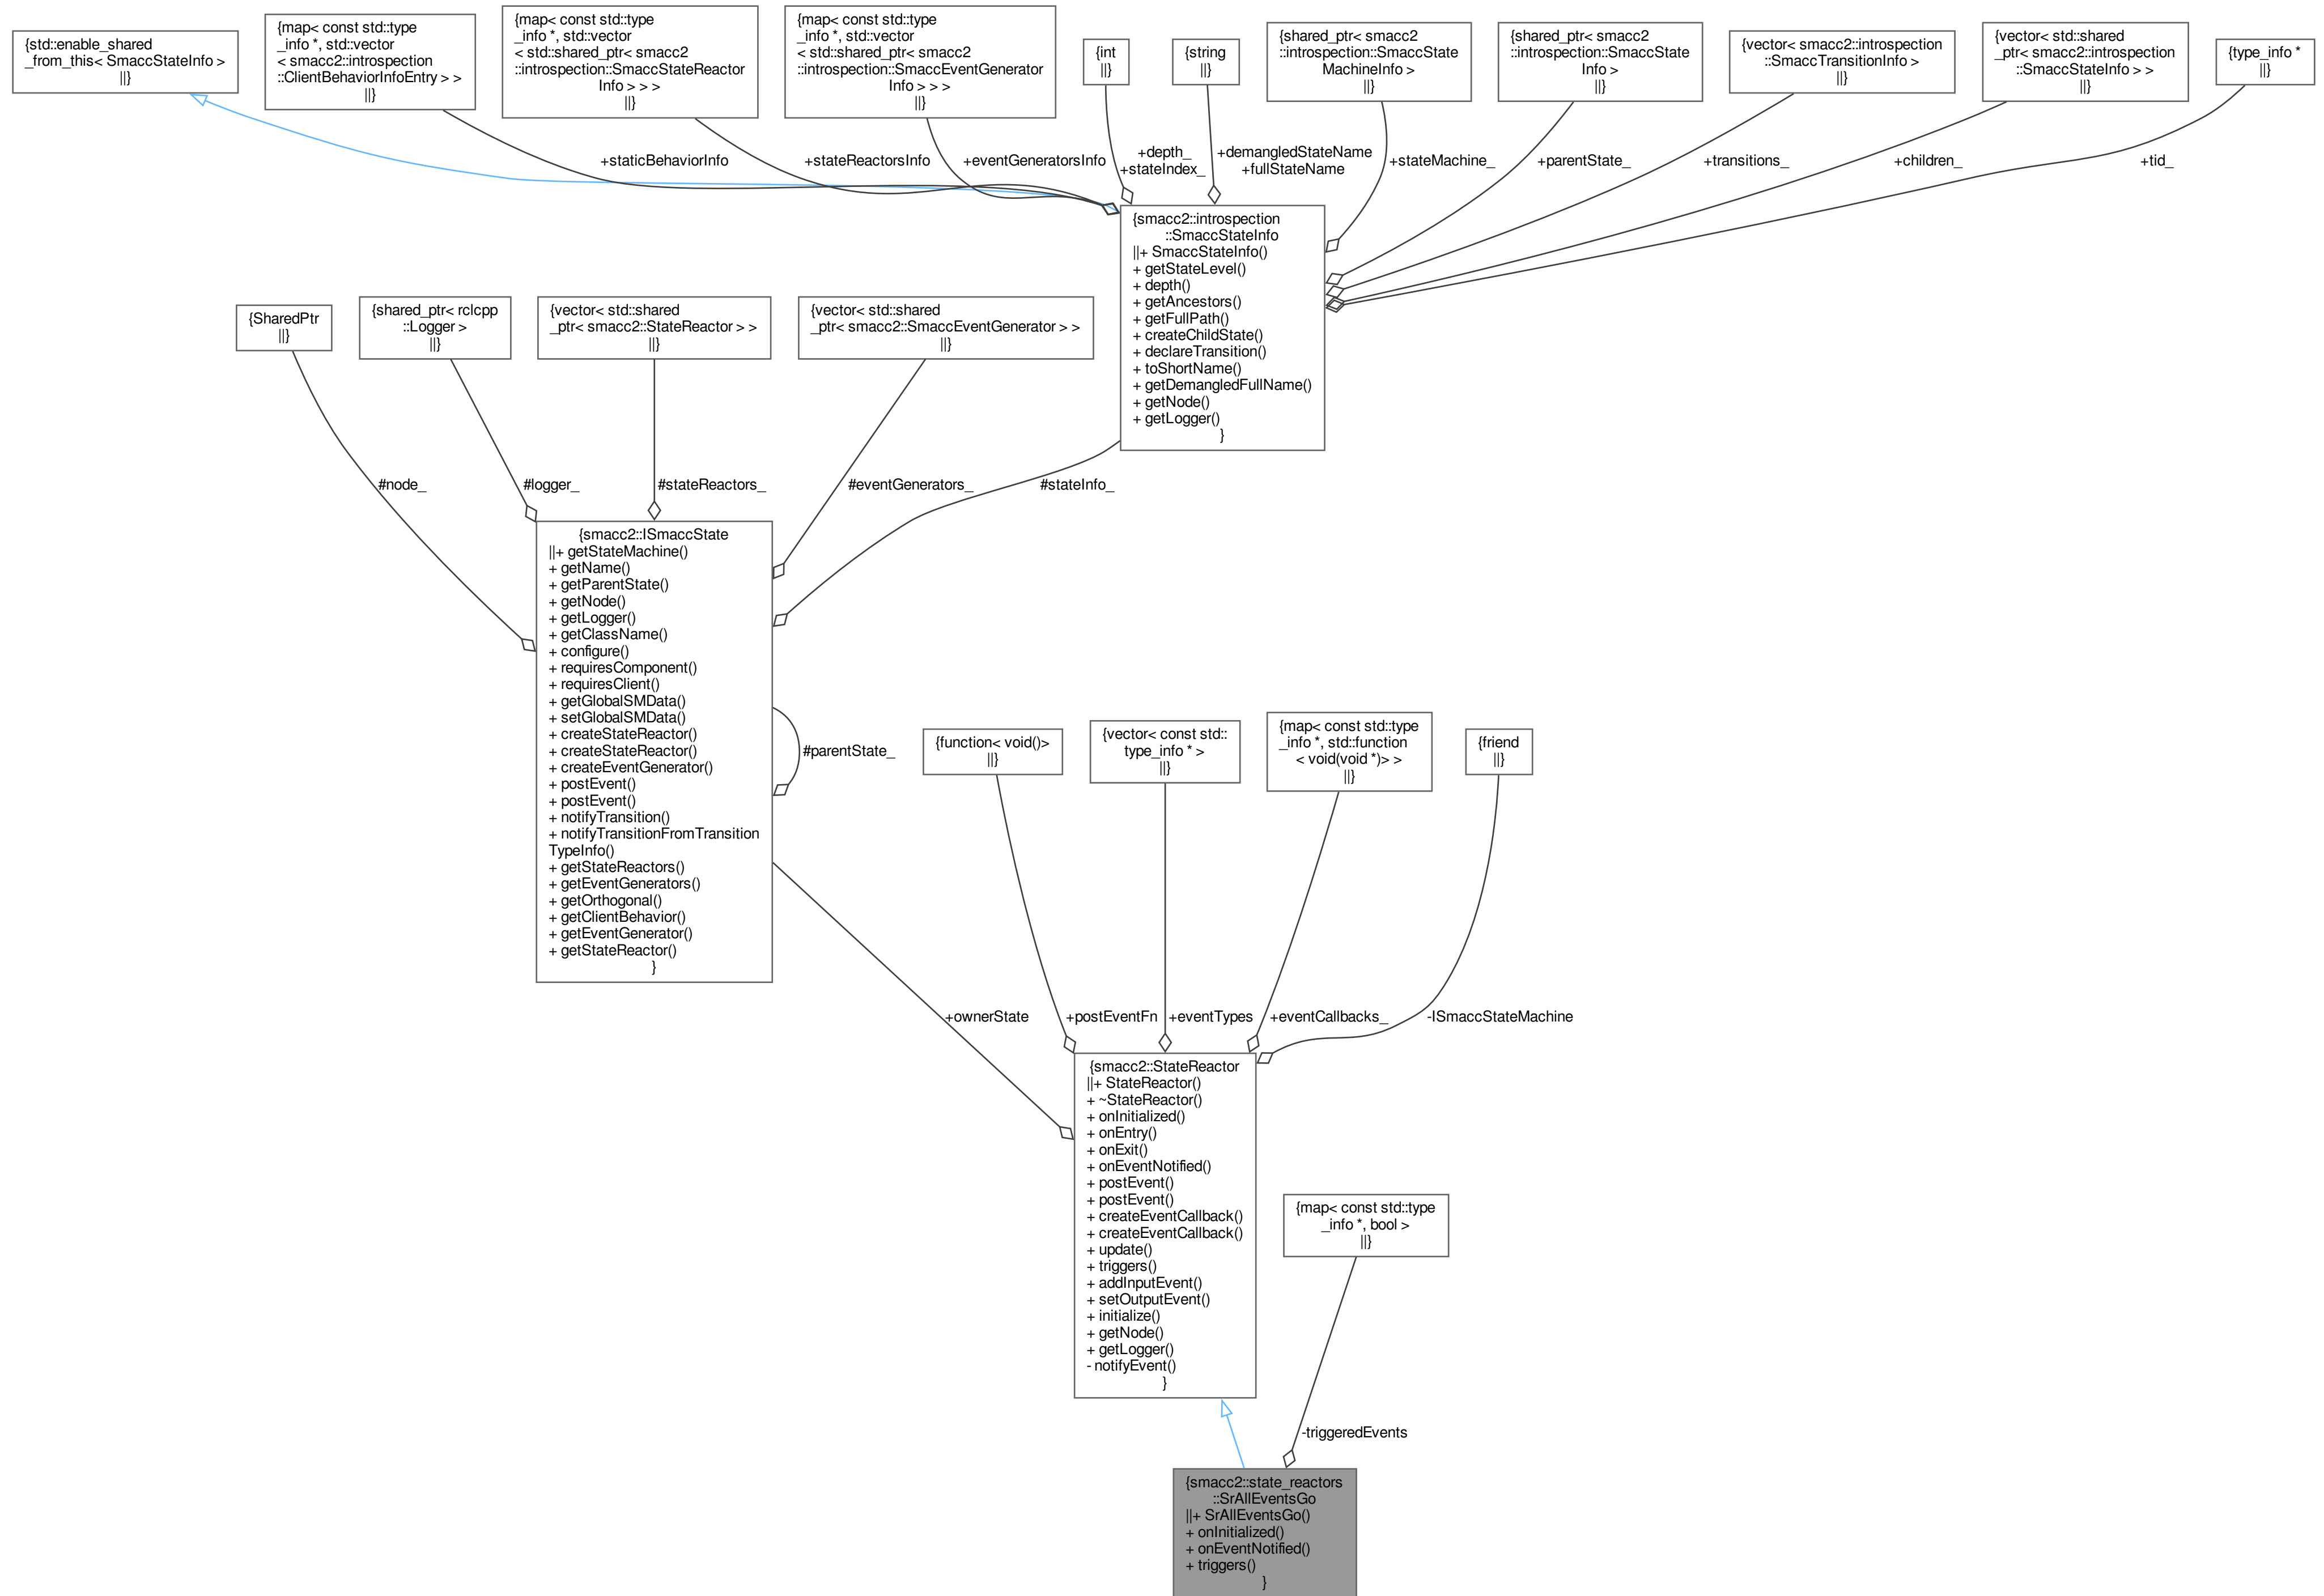 {std::enable_shared
_from_this< SmaccStateInfo >
||}
{map< const std::type
_info *, std::vector
< smacc2::introspection
::ClientBehaviorInfoEntry > >
||}
{map< const std::type
_info *, std::vector
< std::shared_ptr< smacc2
::introspection::SmaccStateReactor
Info > > >
||}
{map< const std::type
_info *, std::vector
< std::shared_ptr< smacc2
::introspection::SmaccEventGenerator
Info > > >
||}
{int
||}
{string
||}
{shared_ptr< smacc2
::introspection::SmaccState
MachineInfo >
||}
{shared_ptr< smacc2
::introspection::SmaccState
Info >
||}
{vector< smacc2::introspection
::SmaccTransitionInfo >
||}
{vector< std::shared
_ptr< smacc2::introspection
::SmaccStateInfo > >
||}
{type_info *
||}
+staticBehaviorInfo
+stateReactorsInfo
+eventGeneratorsInfo
+depth_
+stateIndex_
+demangledStateName
+fullStateName
+stateMachine_
+parentState_
+transitions_
+children_
+tid_
{smacc2::introspection
::SmaccStateInfo
||+ SmaccStateInfo()
+ getStateLevel()
+ depth()
+ getAncestors()
+ getFullPath()
+ createChildState()
+ declareTransition()
+ toShortName()
+ getDemangledFullName()
+ getNode()
+ getLogger()
}
{SharedPtr
||}
{shared_ptr< rclcpp
::Logger >
||}
{vector< std::shared
_ptr< smacc2::StateReactor > >
||}
{vector< std::shared
_ptr< smacc2::SmaccEventGenerator > >
||}
#node_
#logger_
#stateReactors_
#eventGenerators_
#stateInfo_
{smacc2::ISmaccState
||+ getStateMachine()
+ getName()
+ getParentState()
+ getNode()
+ getLogger()
+ getClassName()
+ configure()
+ requiresComponent()
+ requiresClient()
+ getGlobalSMData()
+ setGlobalSMData()
+ createStateReactor()
+ createStateReactor()
+ createEventGenerator()
+ postEvent()
+ postEvent()
+ notifyTransition()
+ notifyTransitionFromTransition
TypeInfo()
+ getStateReactors()
+ getEventGenerators()
+ getOrthogonal()
+ getClientBehavior()
+ getEventGenerator()
+ getStateReactor()
}
#parentState_
{function< void()>
||}
{vector< const std::
type_info * >
||}
{map< const std::type
_info *, std::function
< void(void *)> >
||}
{friend
||}
+ownerState
+postEventFn
+eventTypes
+eventCallbacks_
-ISmaccStateMachine
{smacc2::StateReactor
||+ StateReactor()
+ ~StateReactor()
+ onInitialized()
+ onEntry()
+ onExit()
+ onEventNotified()
+ postEvent()
+ postEvent()
+ createEventCallback()
+ createEventCallback()
+ update()
+ triggers()
+ addInputEvent()
+ setOutputEvent()
+ initialize()
+ getNode()
+ getLogger()
- notifyEvent()
}
{map< const std::type
_info *, bool >
||}
-triggeredEvents
{smacc2::state_reactors
::SrAllEventsGo
||+ SrAllEventsGo()
+ onInitialized()
+ onEventNotified()
+ triggers()
}